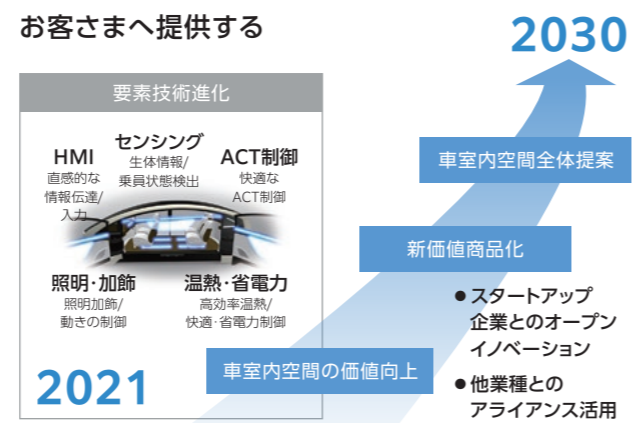 お客さまへ提供する
2030
要素技術進化
センシング
生体情報/
乗員状態検出
HMI
直感的な
情報伝達/
入力
ACT制御
快適な
ACT制御
照明･加飾
照明加飾/
動きの制御
温熱･省電力
高効率温熱/
快適･省電力制御
2021
車室内空間全体提案
新価値商品化
車室内空間の価値向上
●スタートアップ
企業とのオープン
イノベーション
●他業種との
アライアンス活用